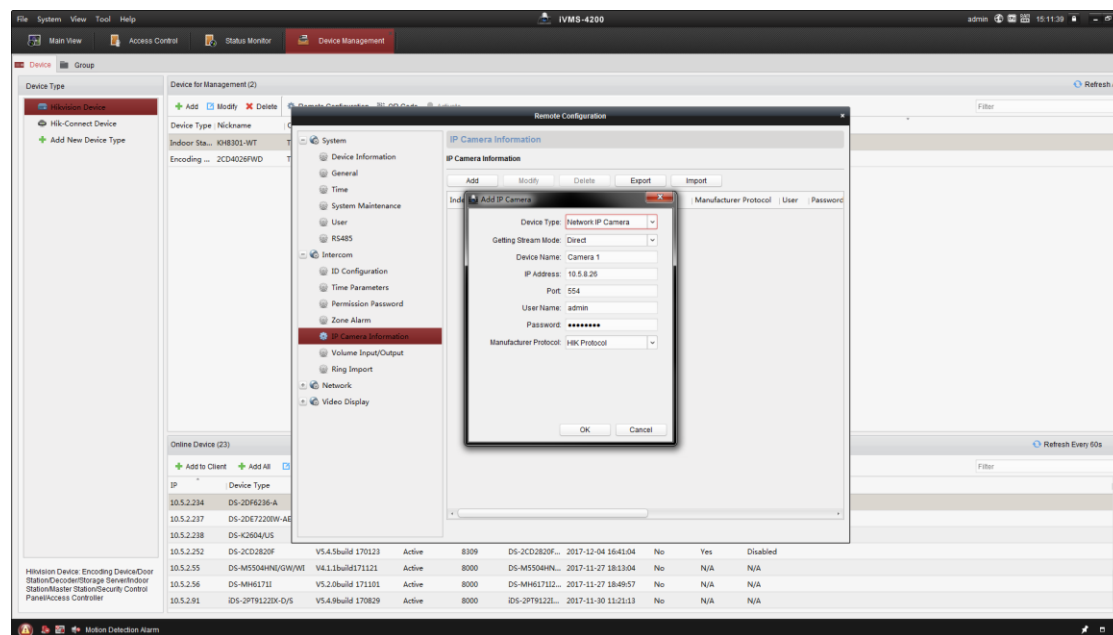 File System View Tool Help
iVMS-4200
admin 15:11:39
Main View
Access Control
Status Monitor
Device Management
Device
Group
Device Type
Hikvision Device
Hik-Connect Device
Add New Device Type
Device for Management (2)
Refresh
Add Modify Delete
Filter
Device Type Nickname
Indoor Sta... KH8301-WT
Encoding ... 2CD4026FWD
Remote Configuration
System
Device Information
General
Time
System Maintenance
User
RS485
Intercom
ID Configuration
Time Parameters
Permission Password
Zone Alarm
IP Camera Information
Volume Input/Output
Ring Import
Network
Video Display
IP Camera Information
IP Camera Information
Add Modify Delete Export Import
Manufacturer Protocol User Password
Add IP Camera
Device Type: Network IP Camera
Getting Stream Mode: Direct
Device Name: Camera 1
IP Address: 10.5.8.26
Port: 554
User Name: admin
Password: ●●●●●●●●
Manufacturer Protocol: HIK Protocol
OK Cancel
Online Device (23)
Refresh Every 60s
Add to Client Add All
Filter
IP Device Type
10.5.2.234 DS-2DF6236-A
10.5.2.237 DS-2DE7220IW-AE
10.5.2.238 DS-K2604/US
10.5.2.252 DS-2CD2820F V5.4.5build 170123 Active 8309 DS-2CD2820F... 2017-12-04 16:41:04 No Yes Disabled
10.5.2.55 DS-M5504HNI/GW/WI V4.1.1build171121 Active 8000 DS-M5504HN... 2017-11-27 18:13:04 No N/A N/A
10.5.2.56 DS-MH6171I V5.2.0build 171101 Active 8000 DS-MH6171I2... 2017-11-27 18:49:57 No N/A N/A
10.5.2.91 iDS-2PT9122IX-D/S V5.4.9build 170829 Active 8000 iDS-2PT9122I... 2017-11-30 11:21:13 No N/A N/A
Hikvision Device: Encoding Device/Door
Station/Decoder/Storage Server/Indoor
Station/Master Station/Security Control
Panel/Access Controller
Motion Detection Alarm